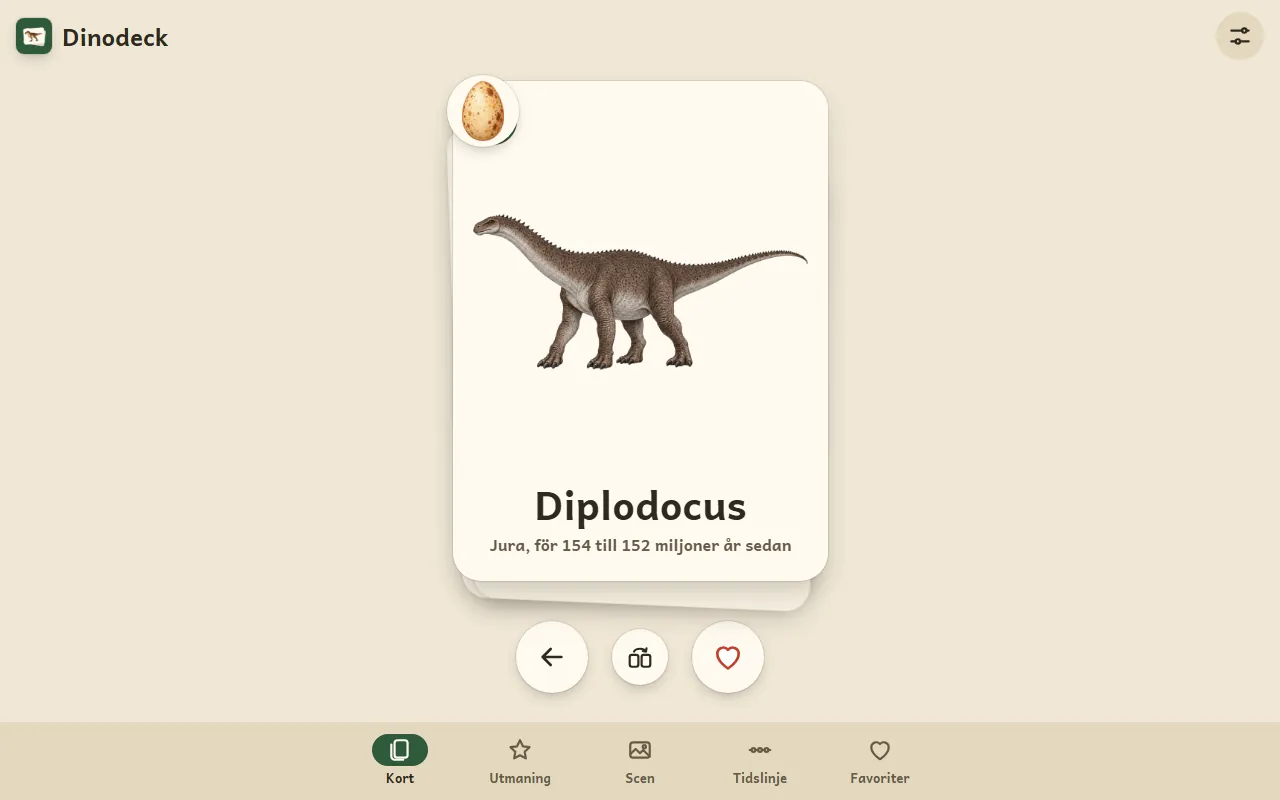 Dinodeck
Diplodocus
Jura, för 154 till 152 miljoner år sedan
Kort
Utmaning
Scen
Tidslinje
Favoriter